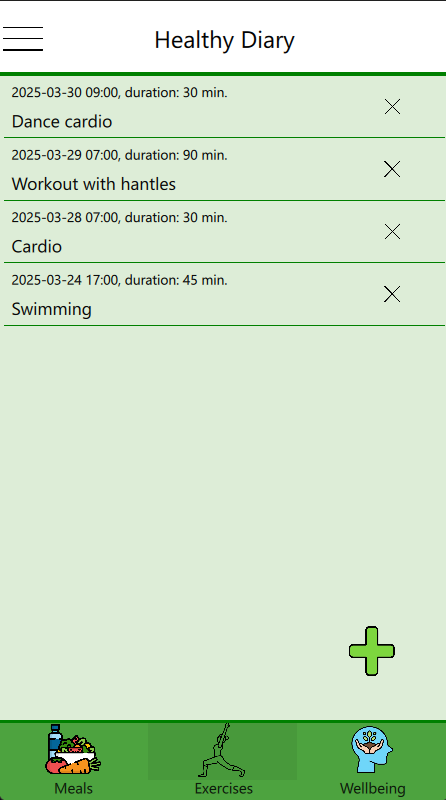 Healthy Diary
2025-03-30 09:00, duration: 30 min.
Dance cardio
2025-03-29 07:00, duration: 90 min.
Workout with hantles
2025-03-28 07:00, duration: 30 min.
Cardio
2025-03-24 17:00, duration: 45 min.
Swimming
Meals
Exercises
Wellbeing